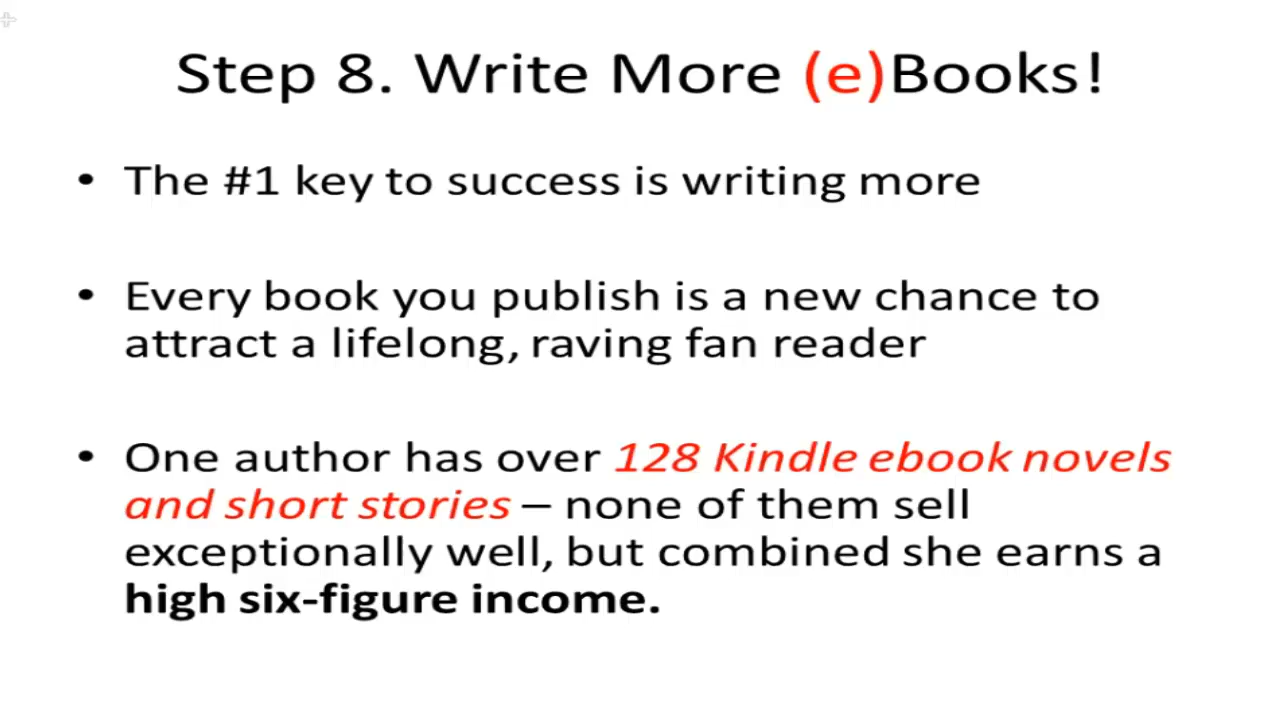 Step 8. Write More (e)Books!
• The #1 key to success is writing more
• Every book you publish is a new chance to
attract a lifelong, raving fan reader
• One author has over 128 Kindle ebook novels
and short stories – none of them sell
exceptionally well, but combined she earns a
high six-figure income.